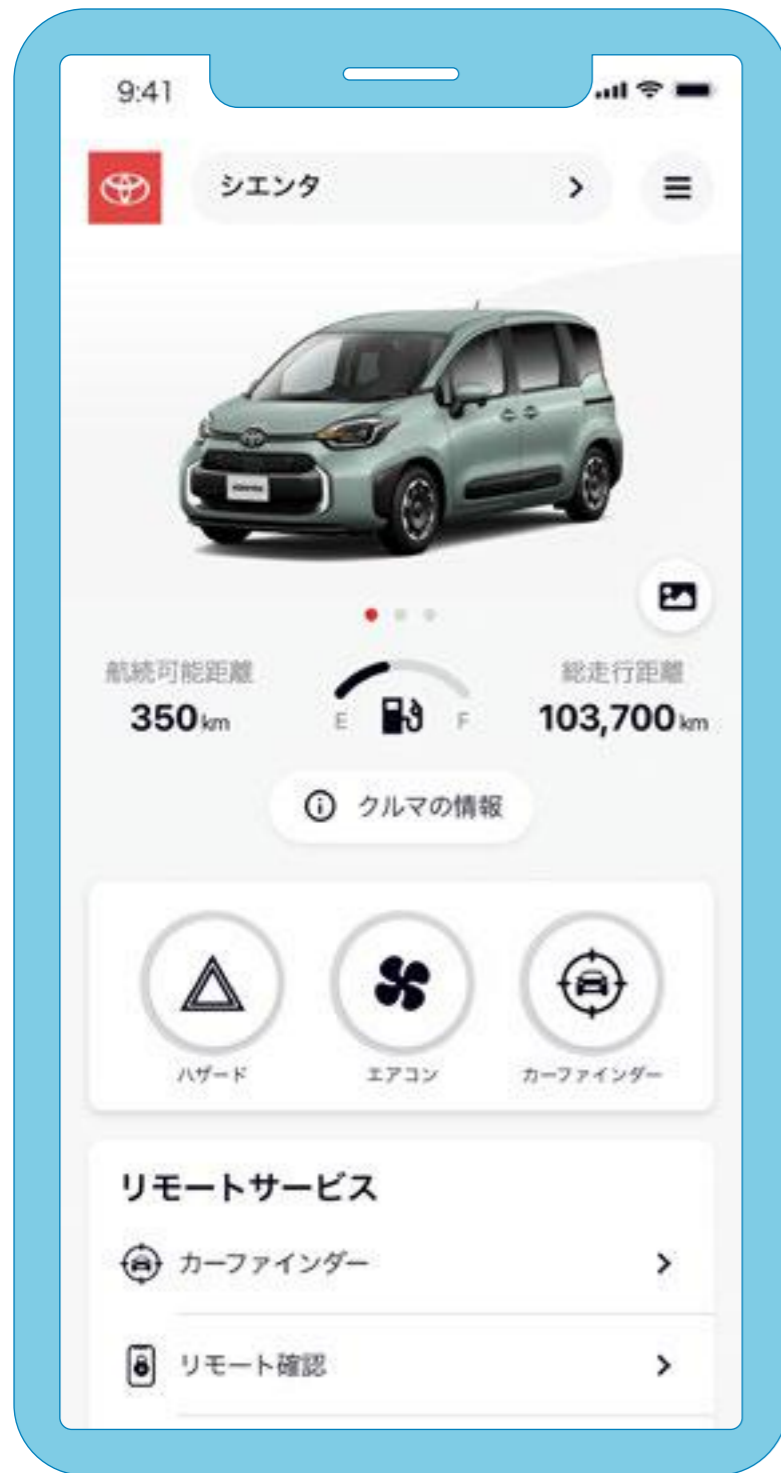 9:41
シエンタ
航続可能距離
総走行距離
350km
E
F
103,700km
クルマの情報
ハザード
エアコン
カーファインダー
リモートサービス
カーファインダー
リモート確認